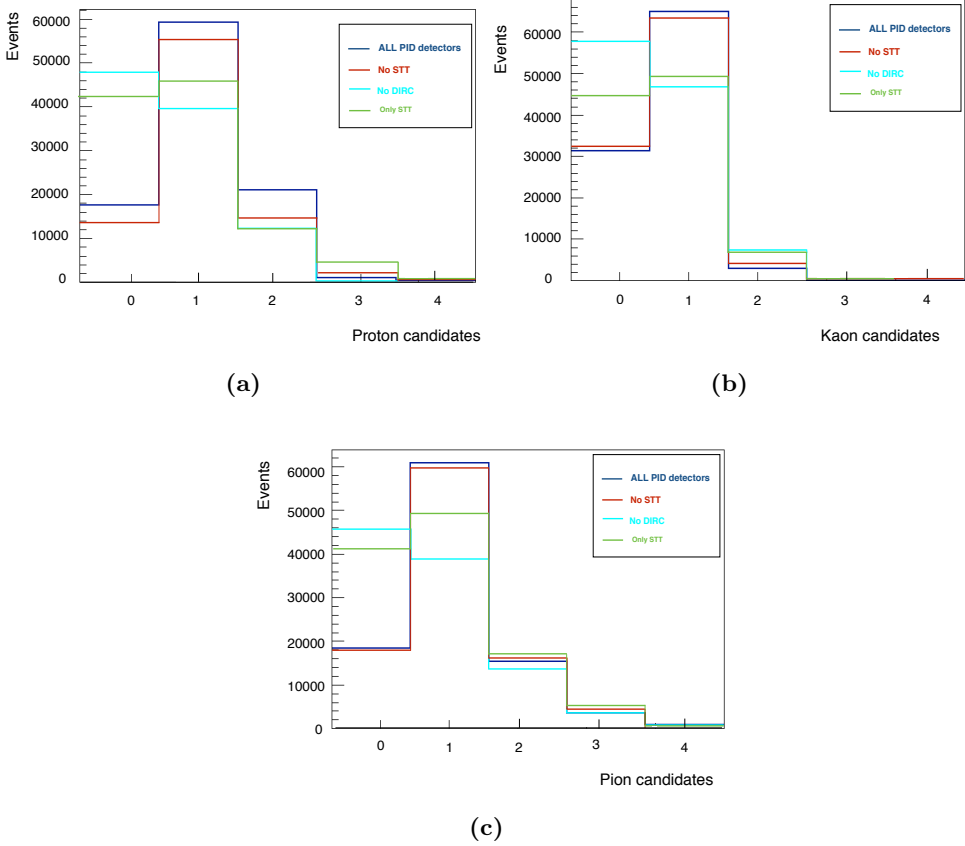 Events
60000
50000
40000
30000
20000
10000
0
0 1 2 3 4
Proton candidates
ALL PID detectors
No STT
No DIRC
Only STT
(a)
Events
60000
50000
40000
30000
20000
10000
0
0 1 2 3 4
Kaon candidates
ALL PID detectors
No STT
No DIRC
Only STT
(b)
Events
60000
50000
40000
30000
20000
10000
0
0 1 2 3 4
Pion candidates
ALL PID detectors
No STT
No DIRC
Only STT
(c)